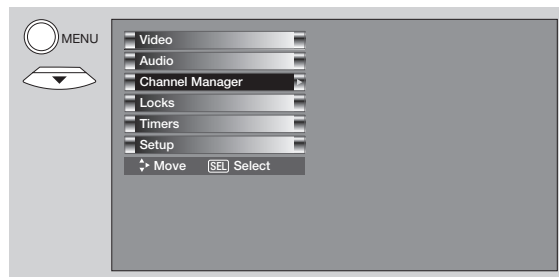 MENU
Video
Audio
Channel Manager
Locks
Timers
Setup
Move SEL Select